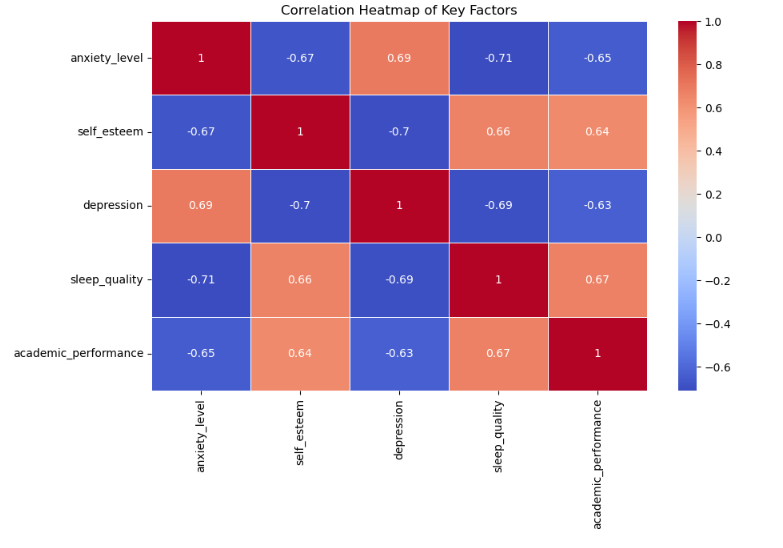 Correlation Heatmap of Key Factors
anxiety_level 1 -0.67 0.69 -0.71 -0.65
self_esteem -0.67 1 -0.7 0.66 0.64
depression 0.69 -0.7 1 -0.69 -0.63
sleep_quality -0.71 0.66 -0.69 1 0.67
academic_performance -0.65 0.64 -0.63 0.67 1
anxiety_level
self_esteem
depression
sleep_quality
academic_performance
1.0
0.8
0.6
0.4
0.2
0.0
−0.2
−0.4
−0.6